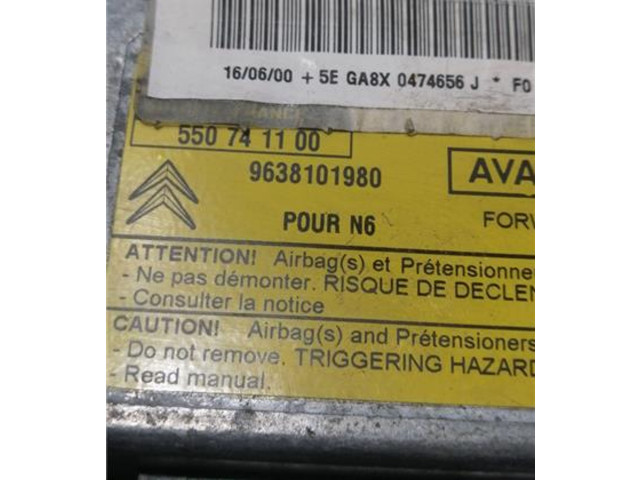 16/06/00 + 5E GA8X 0474656 J * F0
550 74 11 00
9638101980
AVA
POUR N6
FORW
ATTENTION! Airbag(s) et Prétensionne
- Ne pas démonter. RISQUE DE DECLEN
- Consulter la notice
CAUTION! Airbag(s) and Prétensioners
- Do not remove. TRIGGERING HAZARD
- Read manual.